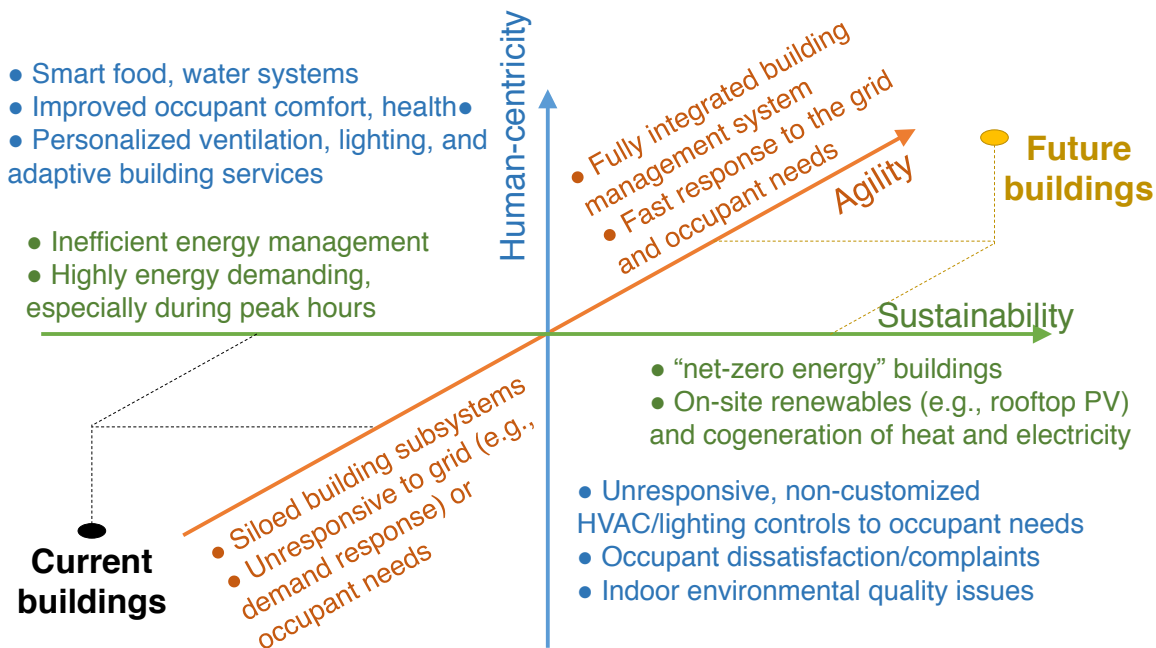 ● Smart food, water systems
● Improved occupant comfort, health●
● Personalized ventilation, lighting, and
adaptive building services
Human-centricity
● Fully integrated building
management system
● Fast response to the grid
and occupant needs
Agility
Future
buildings
● Inefficient energy management
● Highly energy demanding,
especially during peak hours
Sustainability
● “net-zero energy” buildings
● On-site renewables (e.g., rooftop PV)
and cogeneration of heat and electricity
● Siloed building subsystems
● Unresponsive to grid (e.g.,
demand response) or
occupant needs
● Unresponsive, non-customized
HVAC/lighting controls to occupant needs
● Occupant dissatisfaction/complaints
● Indoor environmental quality issues
Current
buildings